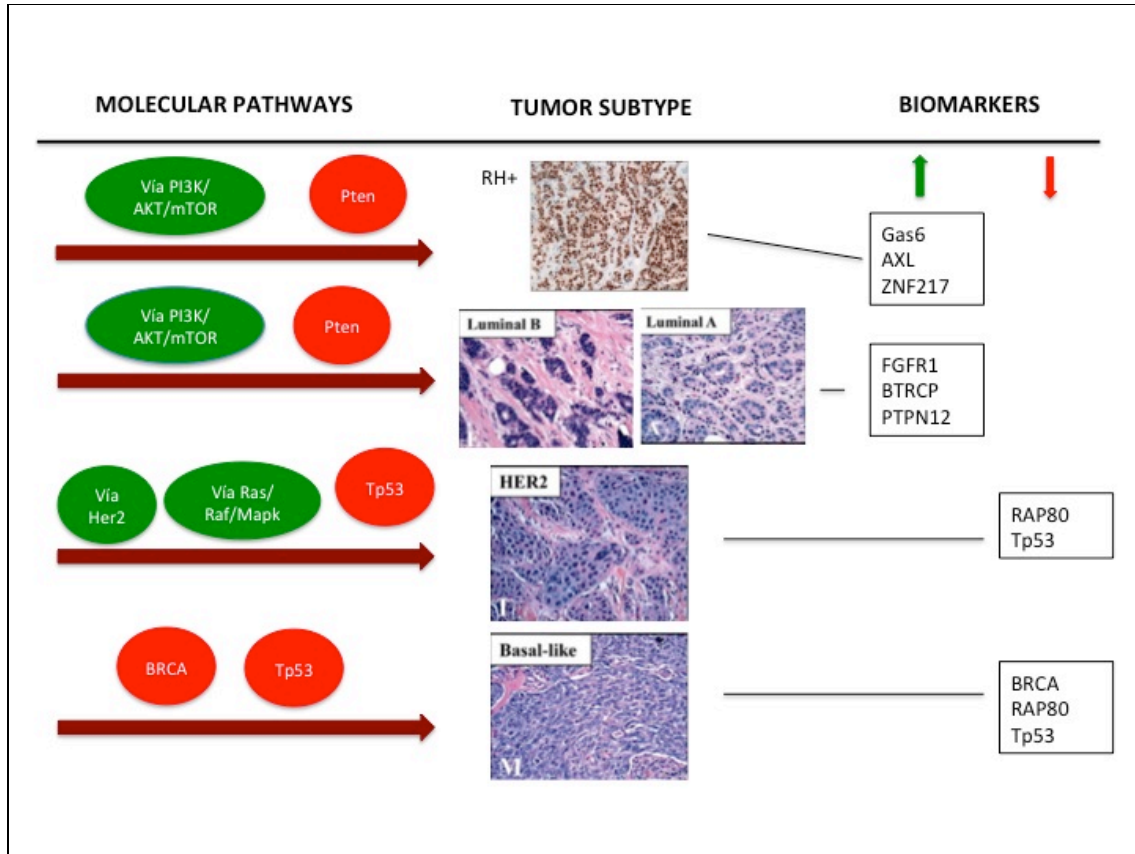 MOLECULAR PATHWAYS
TUMOR SUBTYPE
BIOMARKERS
Vía PI3K/
AKT/mTOR
Pten
RH+
Gas6
AXL
ZNF217
Vía PI3K/
AKT/mTOR
Pten
Luminal B
Luminal A
FGFR1
BTRCP
PTPN12
Vía
Her2
Vía Ras/
Raf/Mapk
Tp53
HER2
I
RAP80
Tp53
BRCA
Tp53
Basal-like
M
BRCA
RAP80
Tp53